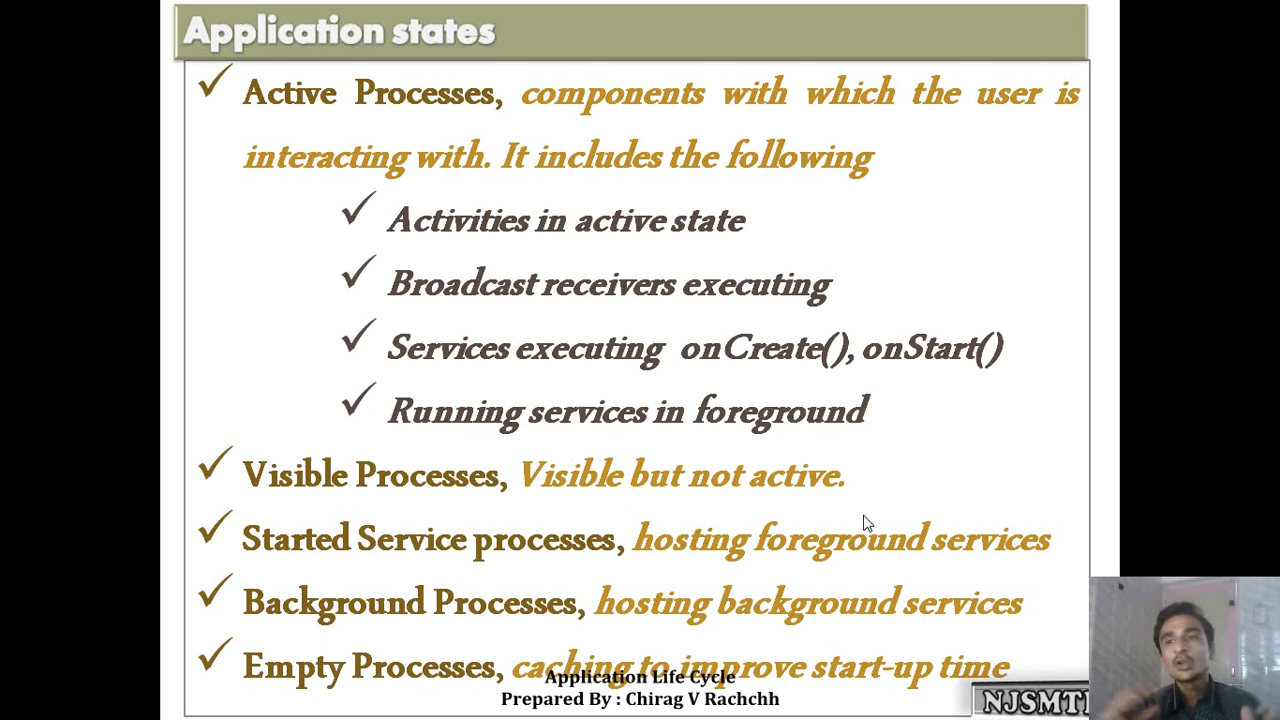 Application states
Active Processes, components with which the user is
interacting with. It includes the following
Activities in active state
Broadcast receivers executing
Services executing onCreate(), onStart()
Running services in foreground
Visible Processes, Visible but not active.
Started Service processes, hosting foreground services
Background Processes, hosting background services
Empty Processes, caching to improve start-up time
Application Life Cycle
Prepared By : Chirag V Rachchh